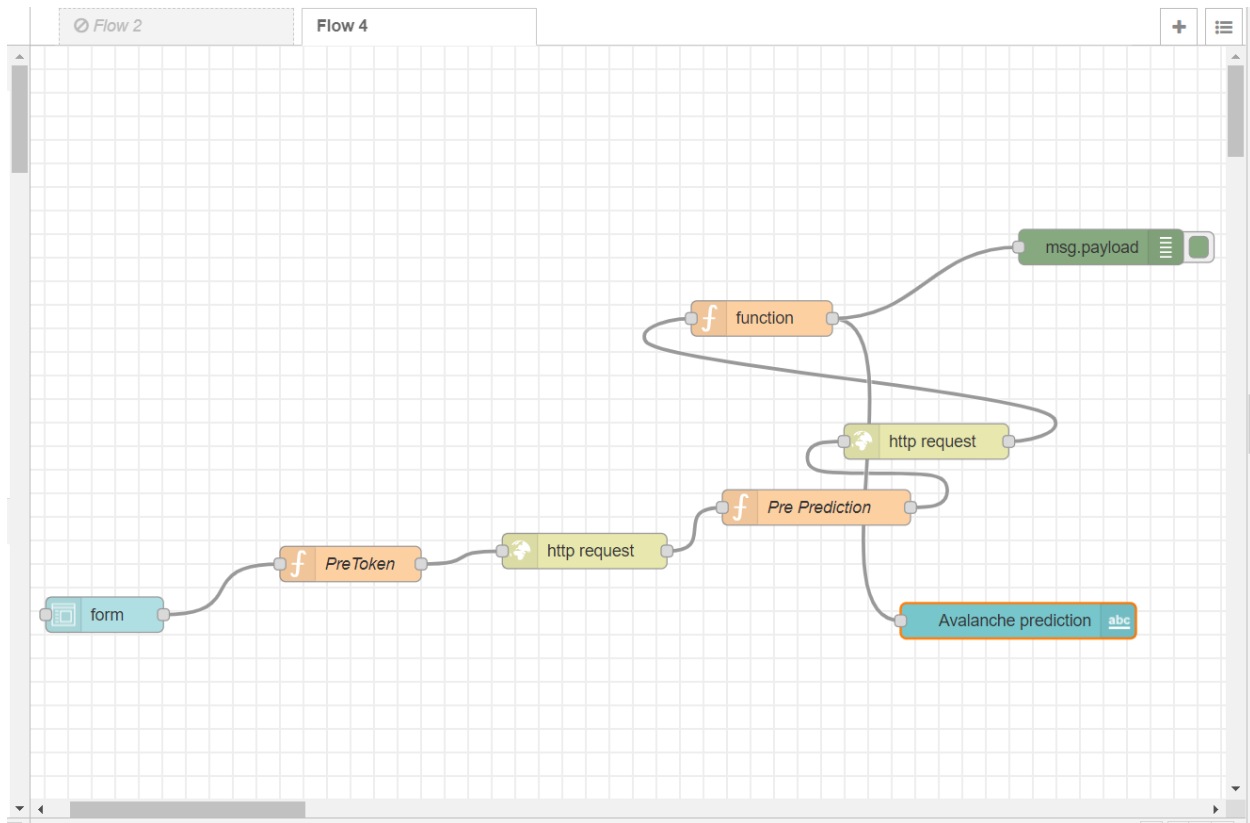 Flow 2
Flow 4
msg.payload
function
http request
Pre Prediction
http request
PreToken
form
Avalanche prediction
abc